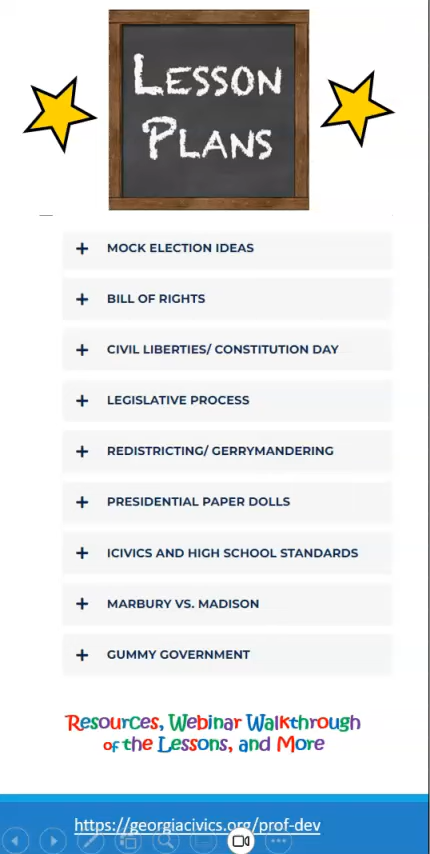 LESSON
PLANS
MOCK ELECTION IDEAS
BILL OF RIGHTS
CIVIL LIBERTIES/ CONSTITUTION DAY
LEGISLATIVE PROCESS
REDISTRICTING/ GERRYMANDERING
PRESIDENTIAL PAPER DOLLS
ICIVICS AND HIGH SCHOOL STANDARDS
MARBURY VS. MADISON
GUMMY GOVERNMENT
Resources, Webinar Walkthrough
of the Lessons, and More
https://georgiacivics.org/prof-dev